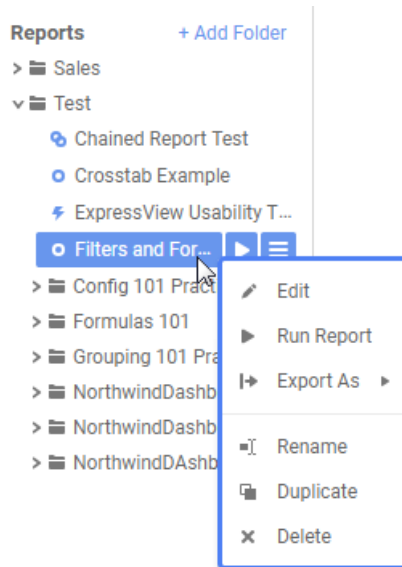 Reports + Add Folder
Sales
Test
Chained Report Test
Crosstab Example
ExpressView Usability T...
Filters and For...
Config 101 Pract
Formulas 101
Grouping 101 Pra
NorthwindDashb
NorthwindDashb
NorthwindDAshb
Edit
Run Report
Export As
Rename
Duplicate
Delete